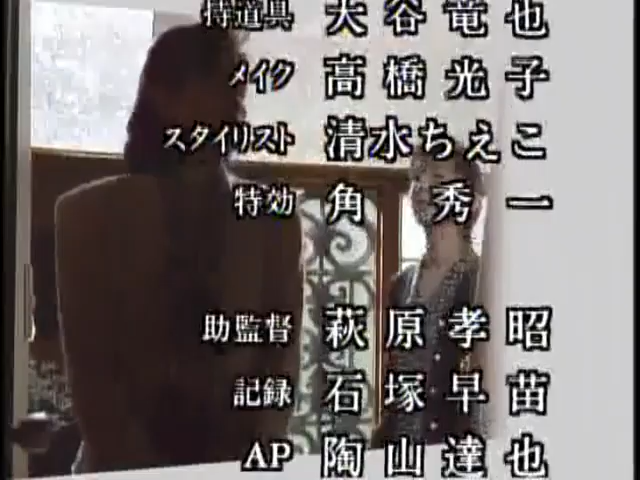 持道具 大谷竜也
メイク 高橋光子
スタイリスト 清水ちぇこ
特効 角秀一
助監督 萩原孝昭
記録 石塚早苗
AP 陶山達也